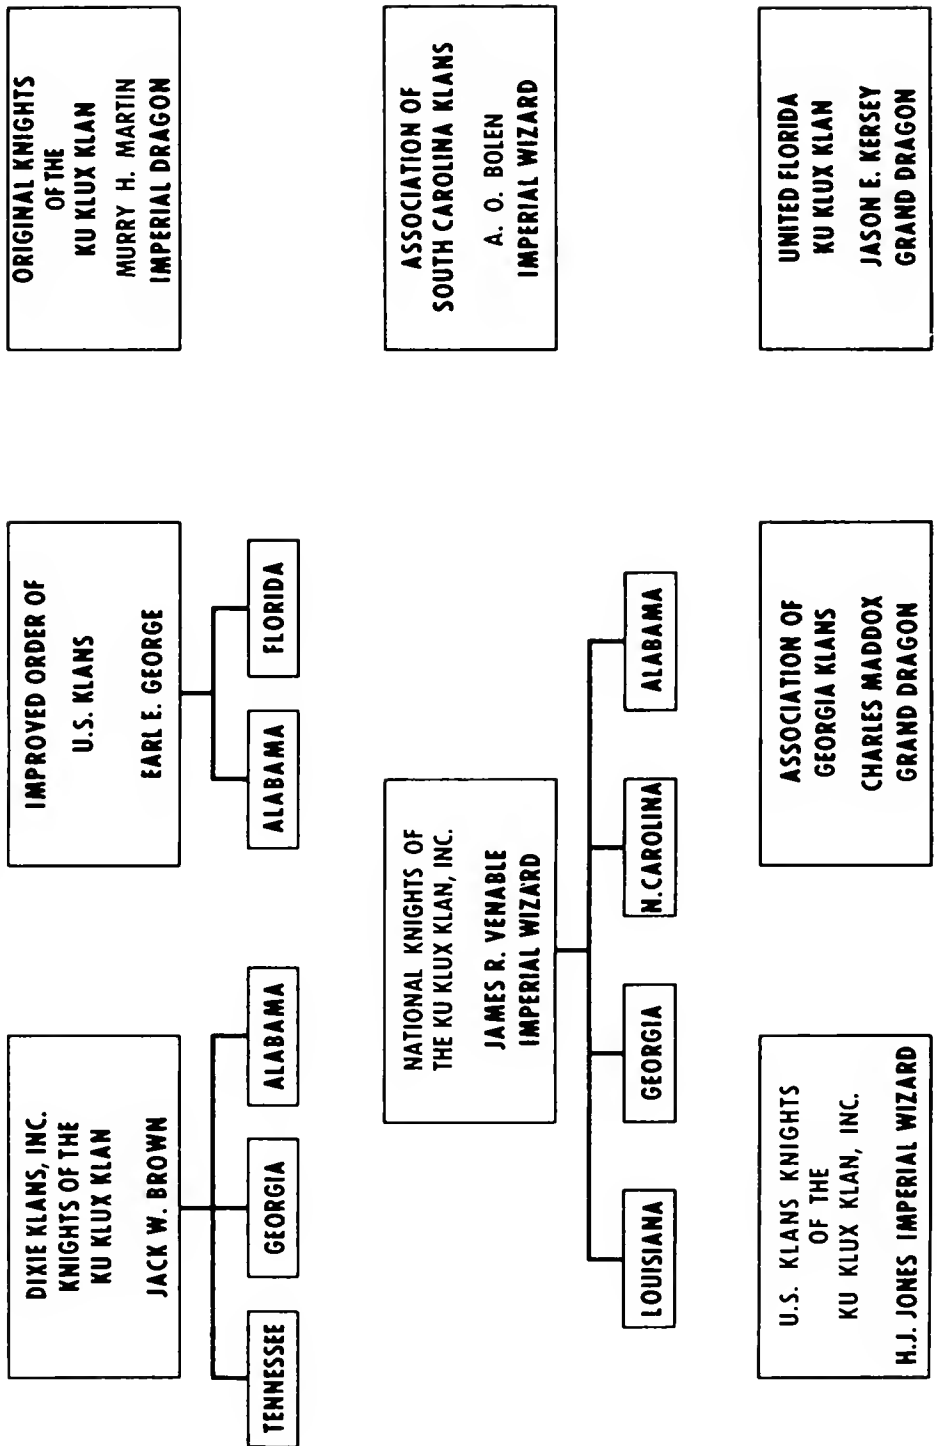 DIXIE KLANS, INC.
KNIGHTS OF THE
KU KLUX KLAN
JACK W. BROWN
TENNESSEE
GEORGIA
ALABAMA
IMPROVED ORDER OF
U.S. KLANS
EARL E. GEORGE
ALABAMA
FLORIDA
ORIGINAL KNIGHTS
OF THE
KU KLUX KLAN
MURRY H. MARTIN
IMPERIAL DRAGON
NATIONAL KNIGHTS OF
THE KU KLUX KLAN, INC.
JAMES R. VENABLE
IMPERIAL WIZARD
LOUISIANA
GEORGIA
N.CAROLINA
ALABAMA
ASSOCIATION OF
SOUTH CAROLINA KLANS
A. O. BOLEN
IMPERIAL WIZARD
U.S. KLANS KNIGHTS
OF THE
KU KLUX KLAN, INC.
H.J. JONES IMPERIAL WIZARD
ASSOCIATION OF
GEORGIA KLANS
CHARLES MADDOX
GRAND DRAGON
UNITED FLORIDA
KU KLUX KLAN
JASON E. KERSEY
GRAND DRAGON